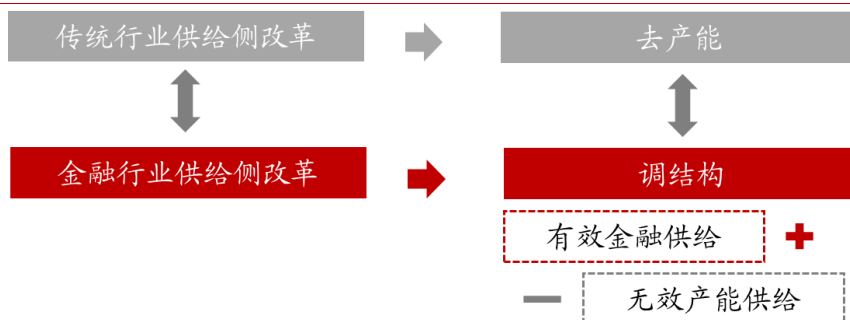 传统行业供给侧改革
去产能
金融行业供给侧改革
调结构
有效金融供给
无效产能供给